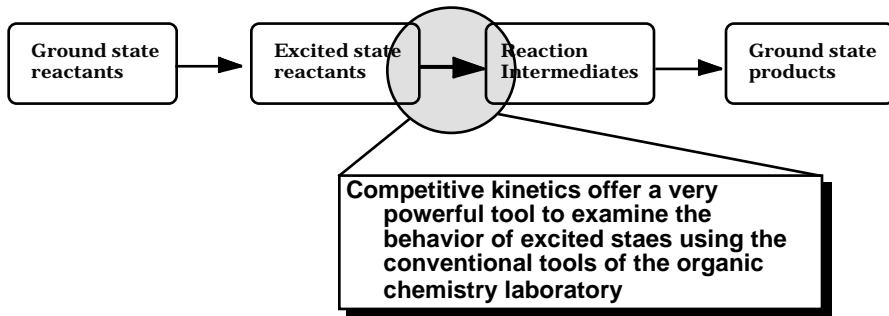 Ground state
reactants
Excited state
reactants
Reaction
Intermediates
Ground state
products
Competitive kinetics offer a very
powerful tool to examine the
behavior of excited staes using the
conventional tools of the organic
chemistry laboratory